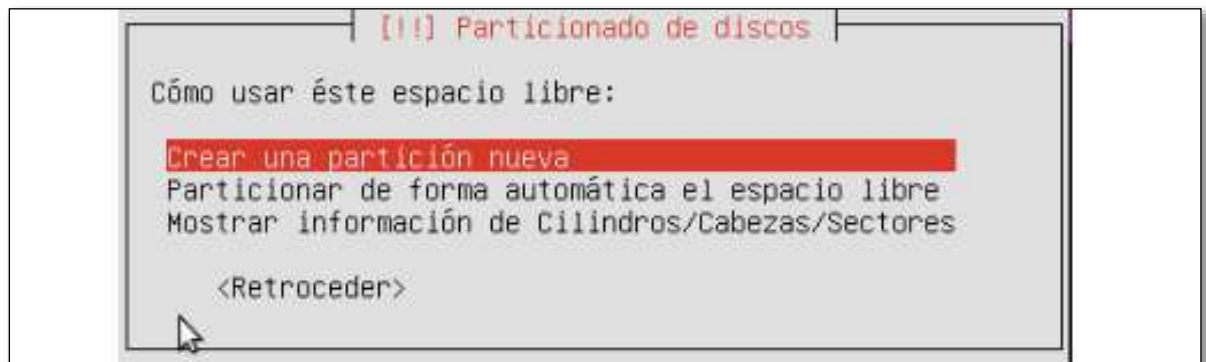 [!!] Particionado de discos
Cómo usar éste espacio libre:
Crear una partición nueva
Particionar de forma automática el espacio libre
Mostrar información de Cilindros/Cabezas/Sectores
<Retroceder>